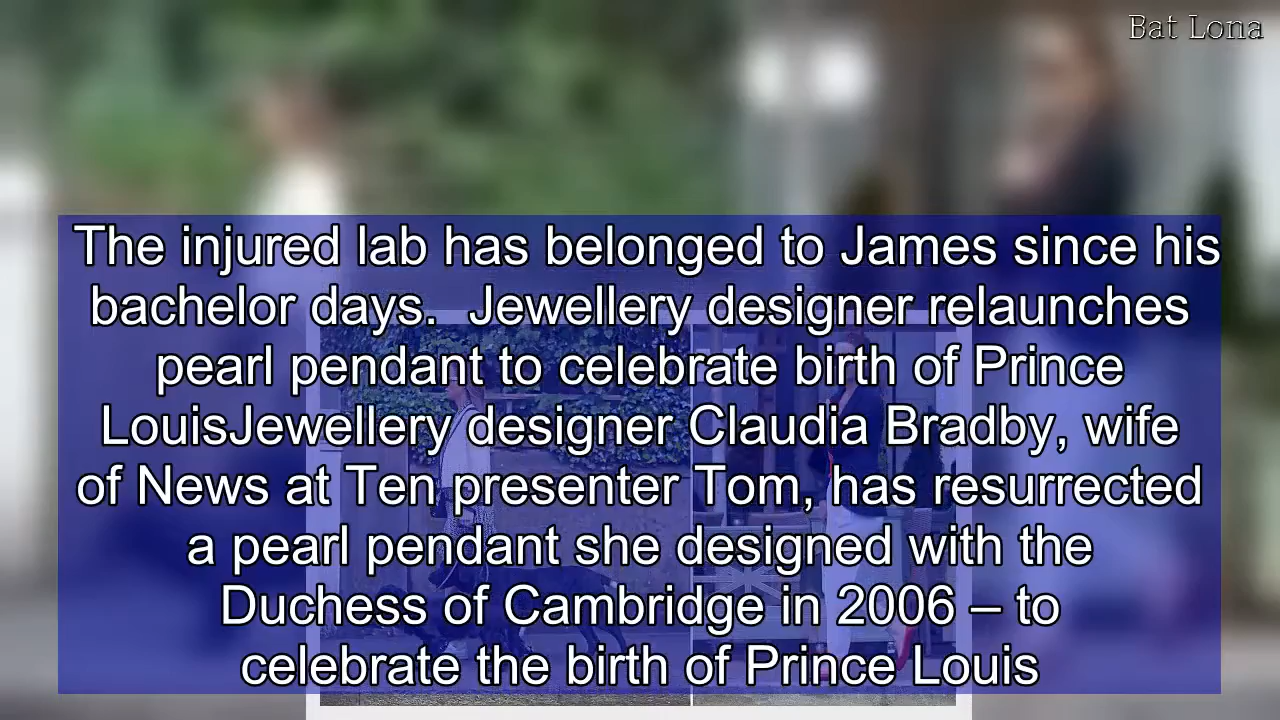 Bat Lona
The injured lab has belonged to James since his
bachelor days.  Jewellery designer relaunches
pearl pendant to celebrate birth of Prince
LouisJewellery designer Claudia Bradby, wife
of News at Ten presenter Tom, has resurrected
a pearl pendant she designed with the
Duchess of Cambridge in 2006 – to
celebrate the birth of Prince Louis